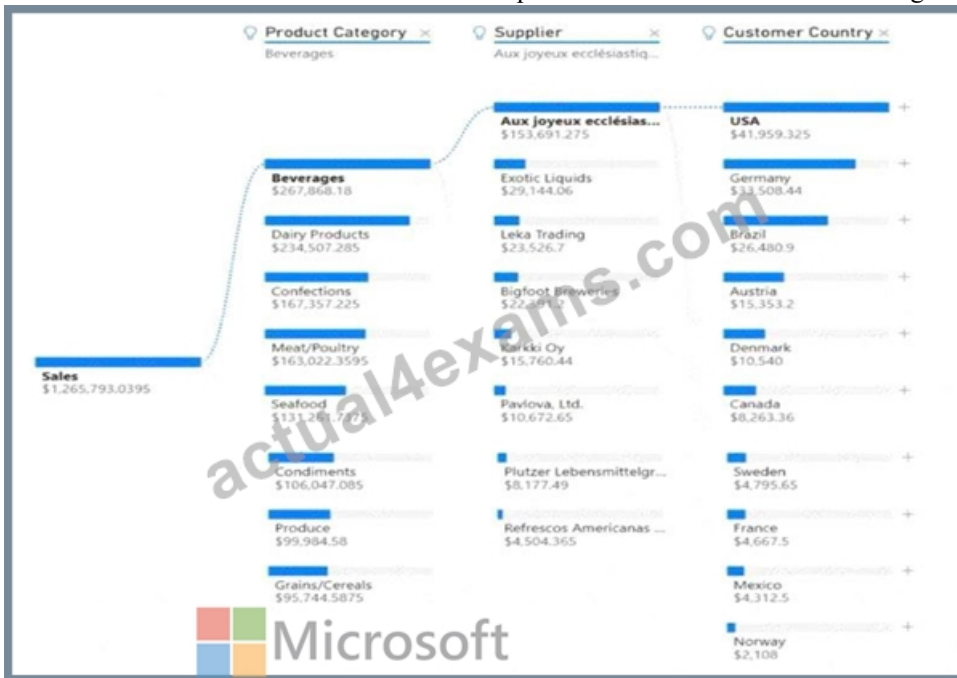 Product Category ×
Beverages
Supplier ×
Aux joyeux ecclésiastiq...
Customer Country ×
Sales
$1,265,793.0395
Beverages
$267,868.18
Dairy Products
$234,507.285
Confections
$167,357.225
Meat/Poultry
$163,022.3595
Seafood
$131,261.7375
Condiments
$106,047.085
Produce
$99,984.58
Grains/Cereals
$95,744.5875
Aux joyeux ecclésias...
$153,691.275
Exotic Liquids
$29,144.06
Leka Trading
$23,526.7
Bigfoot Breweries
Karkki Oy
$15,760.44
Pavlova, Ltd.
$10,672.65
Plutzer Lebensmittelgr...
$8,177.49
Refrescos Americanas ...
$4,504.365
USA
$41,959.325
+
Germany
$33,508.44
+
Brazil
$26,480.9
+
Austria
$15,353.2
+
Denmark
$10,540
+
Canada
$8,263.36
+
Sweden
$4,795.65
+
France
$4,667.5
+
Mexico
$4,312.5
+
Norway
$2,108
+
actual4exams.com
Microsoft